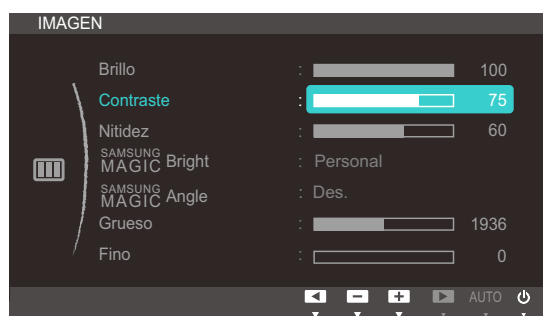 IMAGEN
Brillo : 100
Contraste : 75
Nitidez : 60
SAMSUNG
MAGIC Bright : Personal
SAMSUNG
MAGIC Angle : Des.
Grueso : 1936
Fino : 0
AUTO